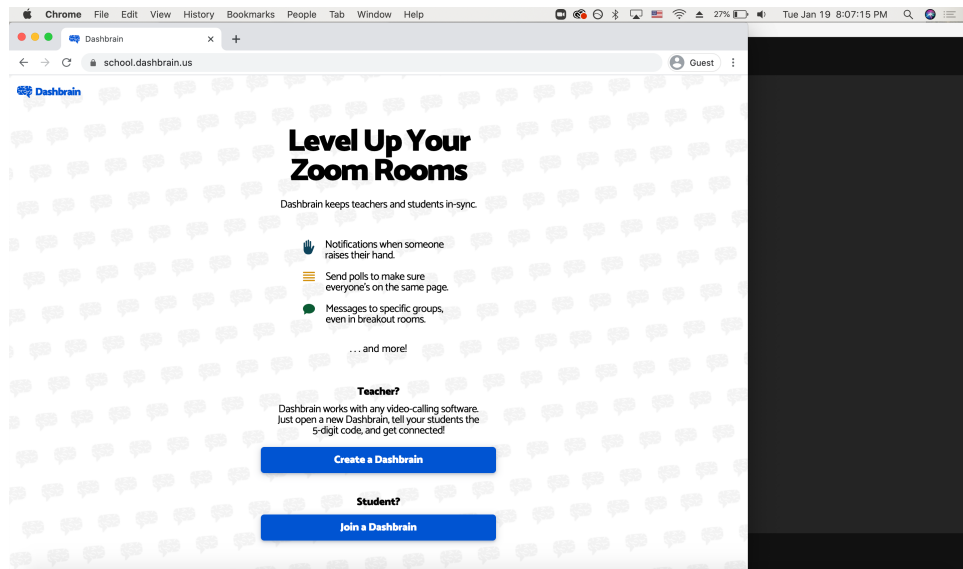 Chrome File Edit View History Bookmarks People Tab Window Help 27% Tue Jan 19 8:07:15 PM
Dashbrain
school.dashbrain.us Guest
Dashbrain
Level Up Your
Zoom Rooms
Dashbrain keeps teachers and students in-sync.
Notifications when someone
raises their hand.
Send polls to make sure
everyone's on the same page.
Messages to specific groups,
even in breakout rooms.
. . . and more!
Teacher?
Dashbrain works with any video-calling software.
Just open a new Dashbrain, tell your students the
5-digit code, and get connected!
Create a Dashbrain
Student?
Join a Dashbrain